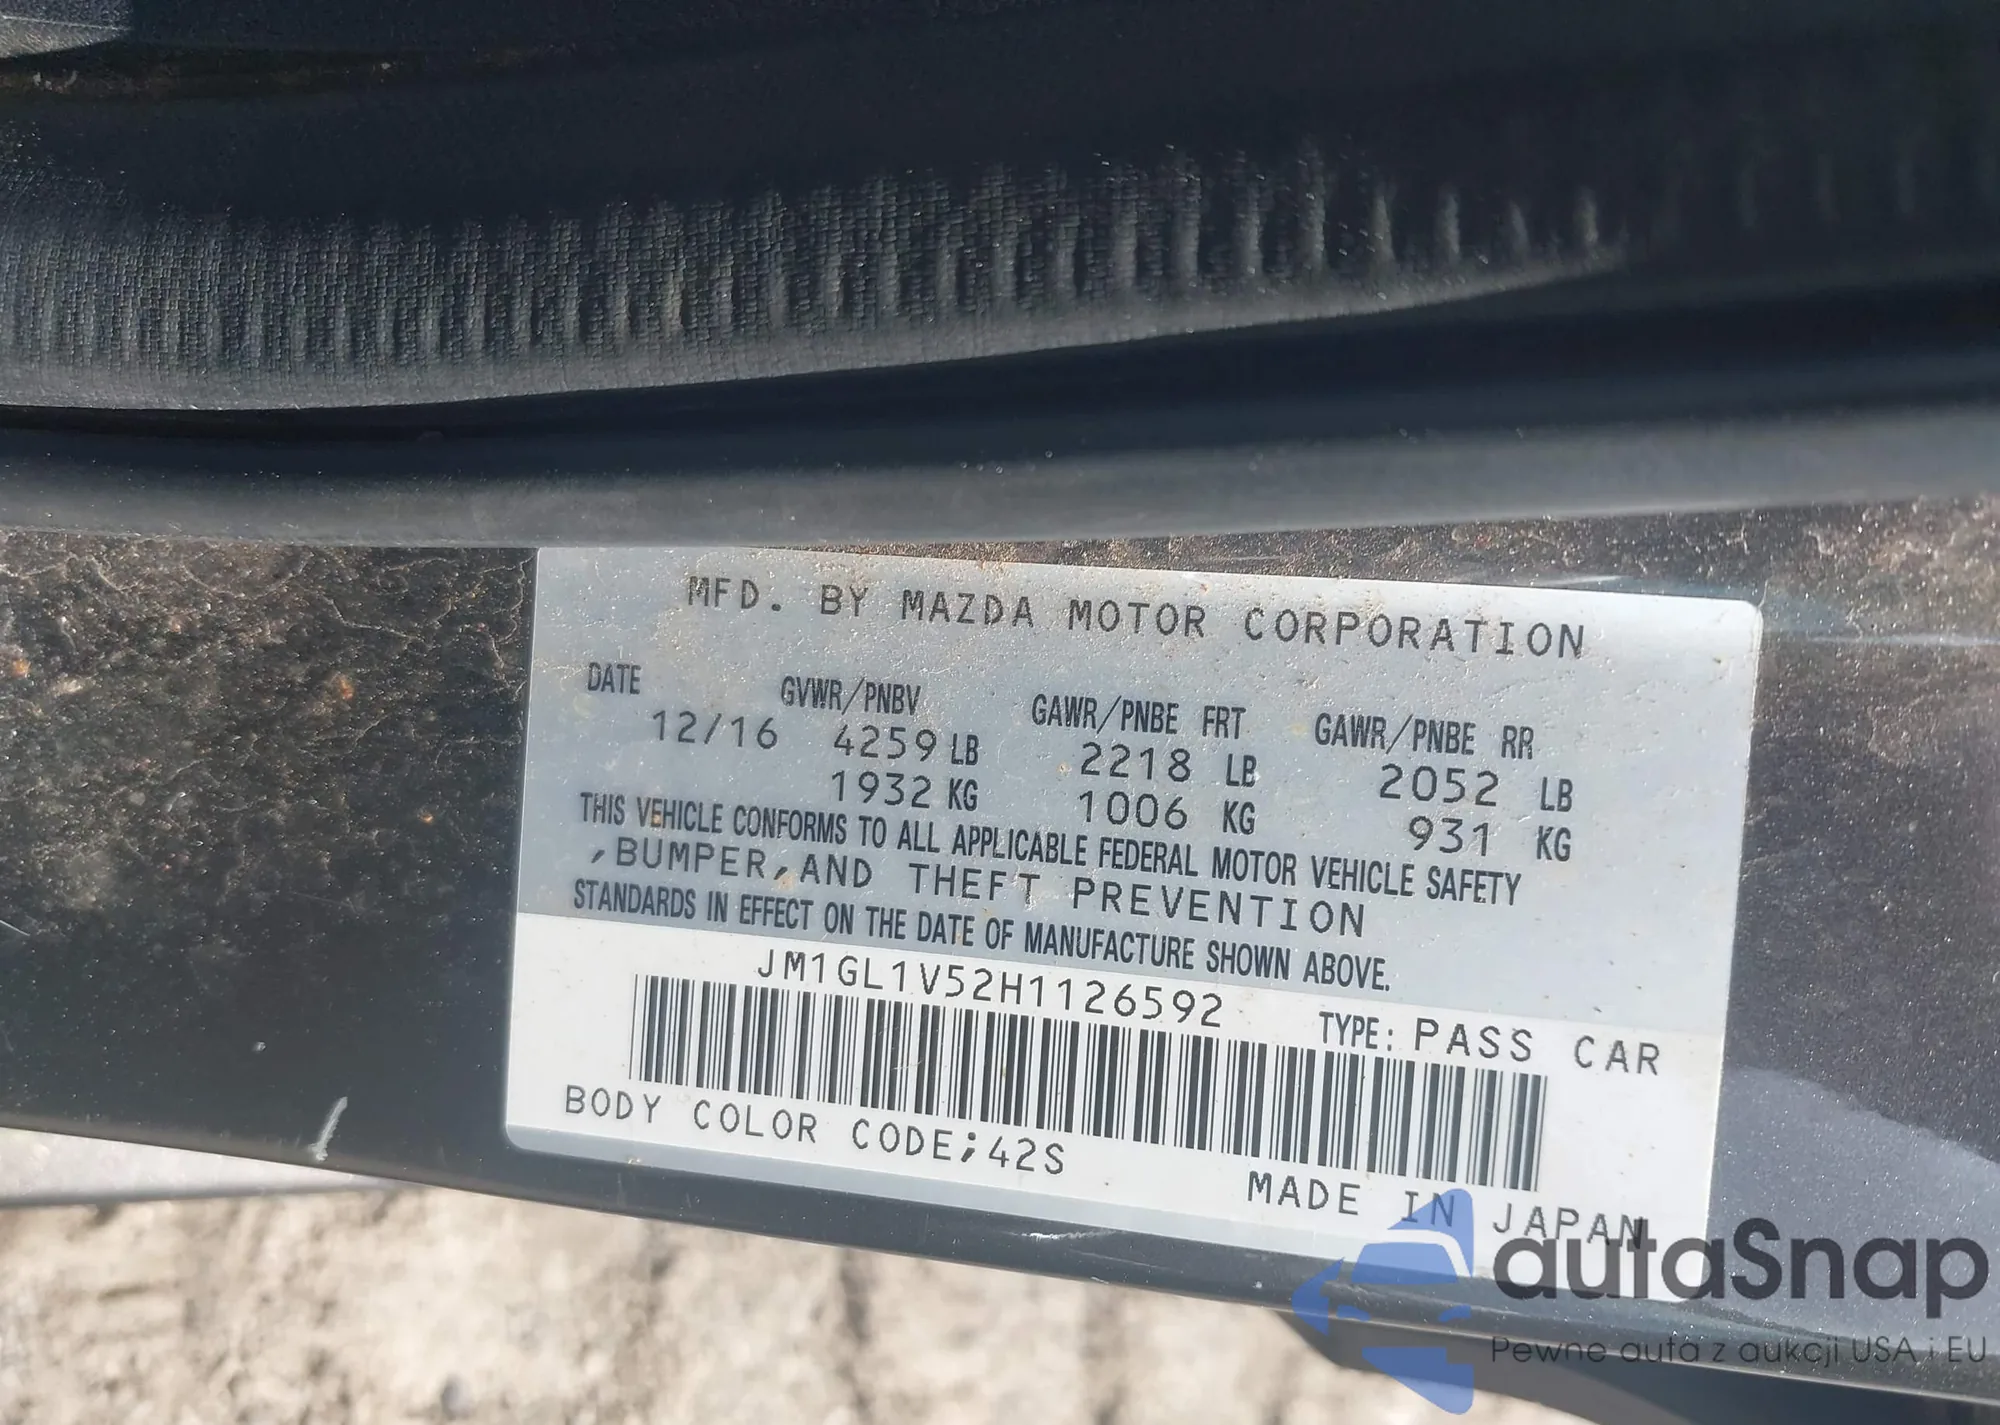 MFD. BY MAZDA MOTOR CORPORATION
DATE GVWR/PNBV GAWR/PNBE FRT GAWR/PNBE RR
12/16 4259 LB 2218 LB 2052 LB
1932 KG 1006 KG 931 KG
THIS VEHICLE CONFORMS TO ALL APPLICABLE FEDERAL MOTOR VEHICLE SAFETY
,BUMPER,AND THEFT PREVENTION
STANDARDS IN EFFECT ON THE DATE OF MANUFACTURE SHOWN ABOVE.
JM1GL1V52H1126592
TYPE: PASS CAR
BODY COLOR CODE;42S
MADE IN JAPAN
autaSnap
Pewne auta z aukcji USA i EU